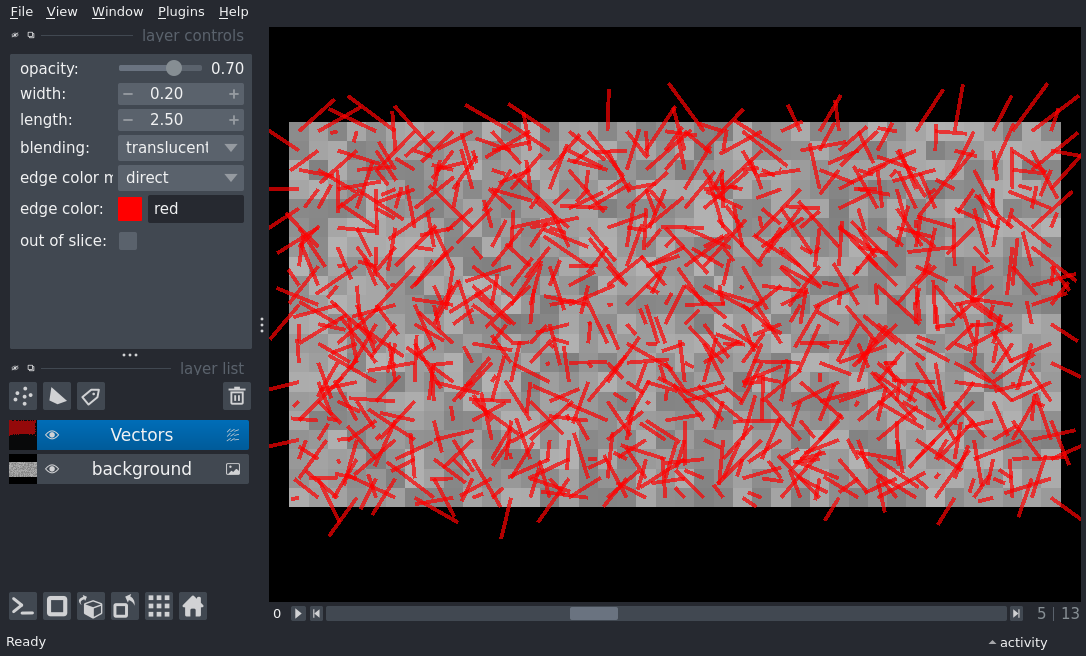 File View Window Plugins Help
layer controls
opacity: 0.70
width: 0.20
length: 2.50
blending: translucent
edge color m direct
edge color: red
out of slice:
layer list
Vectors
background
0 5 | 13
Ready
activity